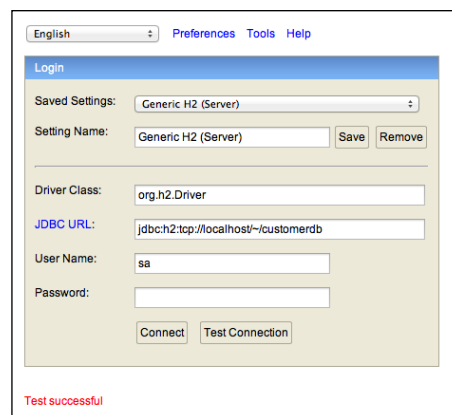 English Preferences Tools Help
Login
Saved Settings: Generic H2 (Server)
Setting Name: Generic H2 (Server) Save Remove
Driver Class: org.h2.Driver
JDBC URL: jdbc:h2:tcp://localhost/~/customerdb
User Name: sa
Password:
Connect Test Connection
Test successful